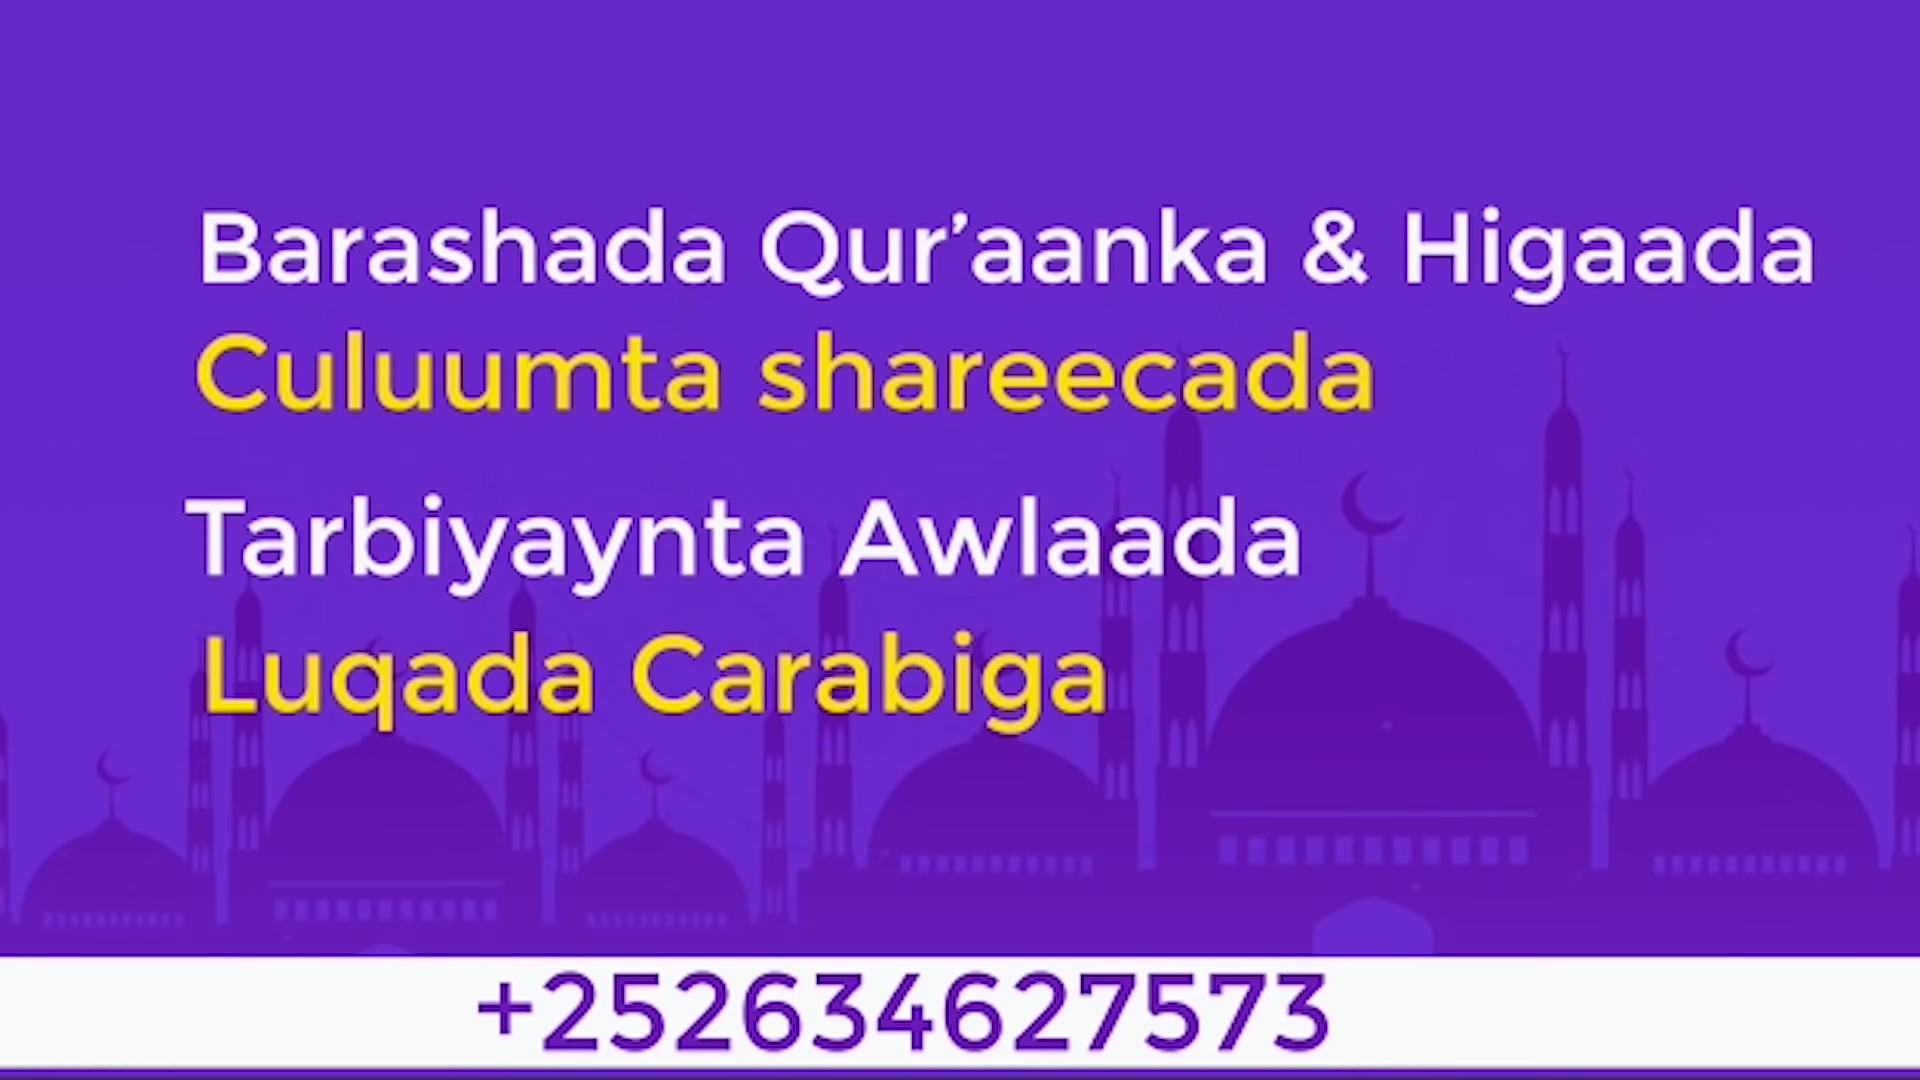 Barashada Qur’aanka & Higaada
Culuumta shareecada
Tarbiyaynta Awlaada
Luqada Carabiga
+252634627573